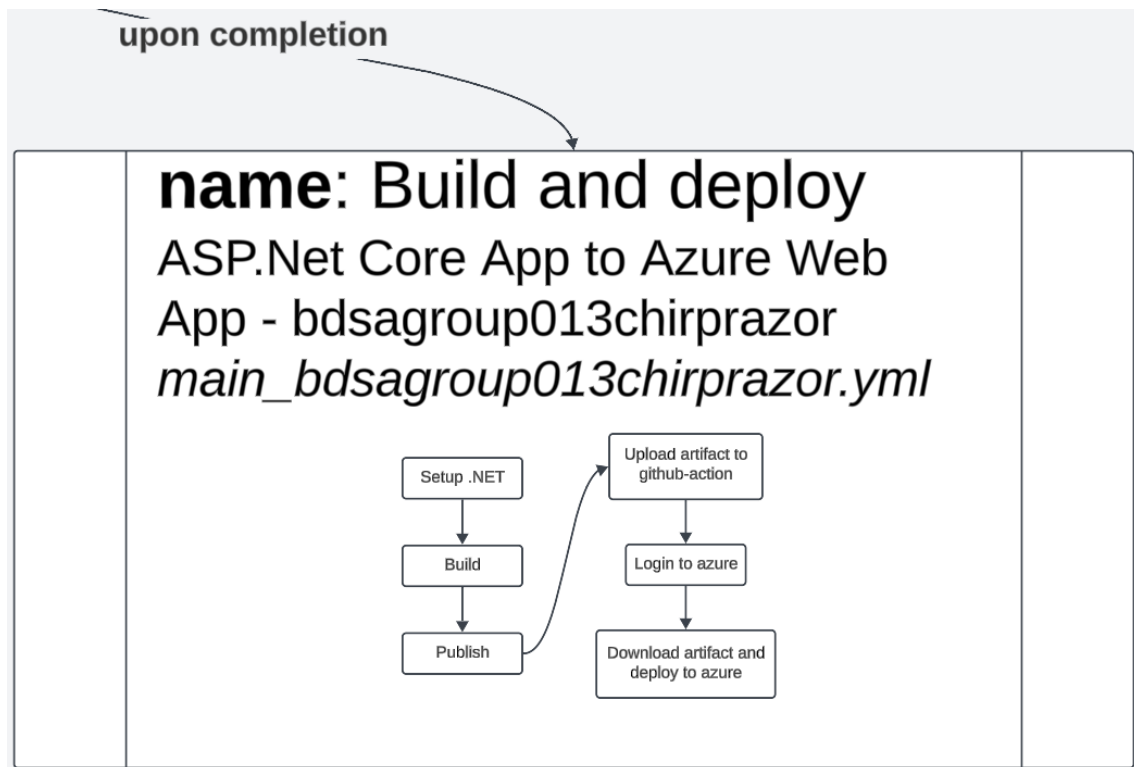 upon completion
name: Build and deploy
ASP.Net Core App to Azure Web
App - bdsagroup013chirprazor
main_bdsagroup013chirprazor.yml
Setup .NET
Build
Publish
Upload artifact to
github-action
Login to azure
Download artifact and
deploy to azure